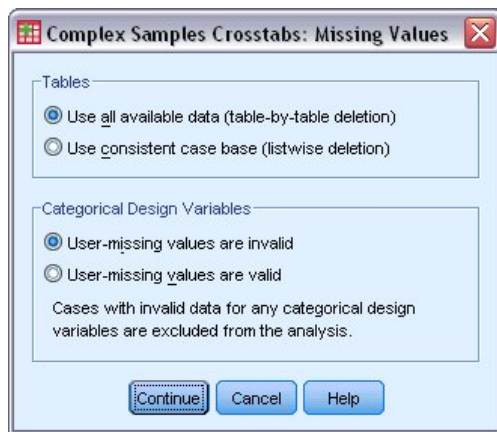 Complex Samples Crosstabs: Missing Values
Tables
Use all available data (table-by-table deletion)
Use consistent case base (listwise deletion)
Categorical Design Variables
User-missing values are invalid
User-missing values are valid
Cases with invalid data for any categorical design
variables are excluded from the analysis.
Continue
Cancel
Help